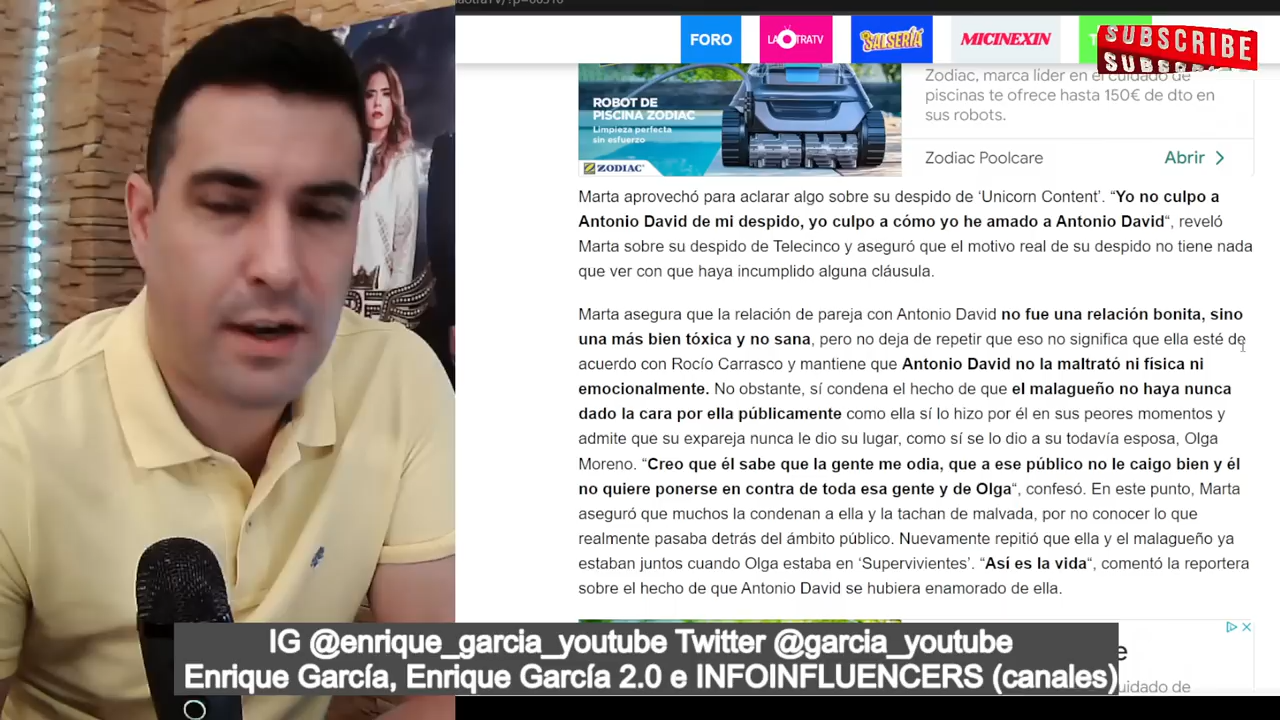 FORO
LAOTRATV
SALSERÍA
MICINEXIN
SUBSCRIBE
ROBOT DE
PISCINA ZODIAC
Limpieza perfecta
sin esfuerzo
ZODIAC
Zodiac, marca líder en el cuidado de
piscinas te ofrece hasta 150€ de dto en
sus robots.
Zodiac Poolcare
Abrir
Marta aprovechó para aclarar algo sobre su despido de ‘Unicorn Content’. “Yo no culpo a
Antonio David de mi despido, yo culpo a cómo yo he amado a Antonio David“, reveló
Marta sobre su despido de Telecinco y aseguró que el motivo real de su despido no tiene nada
que ver con que haya incumplido alguna cláusula.
Marta asegura que la relación de pareja con Antonio David no fue una relación bonita, sino
una más bien tóxica y no sana, pero no deja de repetir que eso no significa que ella esté de
acuerdo con Rocío Carrasco y mantiene que Antonio David no la maltrató ni física ni
emocionalmente. No obstante, sí condena el hecho de que el malagueño no haya nunca
dado la cara por ella públicamente como ella sí lo hizo por él en sus peores momentos y
admite que su expareja nunca le dio su lugar, como sí se lo dio a su todavía esposa, Olga
Moreno. “Creo que él sabe que la gente me odia, que a ese público no le caigo bien y él
no quiere ponerse en contra de toda esa gente y de Olga“, confesó. En este punto, Marta
aseguró que muchos la condenan a ella y la tachan de malvada, por no conocer lo que
realmente pasaba detrás del ámbito público. Nuevamente repitió que ella y el malagueño ya
estaban juntos cuando Olga estaba en ‘Supervivientes’. “Así es la vida“, comentó la reportera
sobre el hecho de que Antonio David se hubiera enamorado de ella.
IG @enrique_garcia_youtube Twitter @garcia_youtube
Enrique García, Enrique García 2.0 e INFOINFLUENCERS (canales)